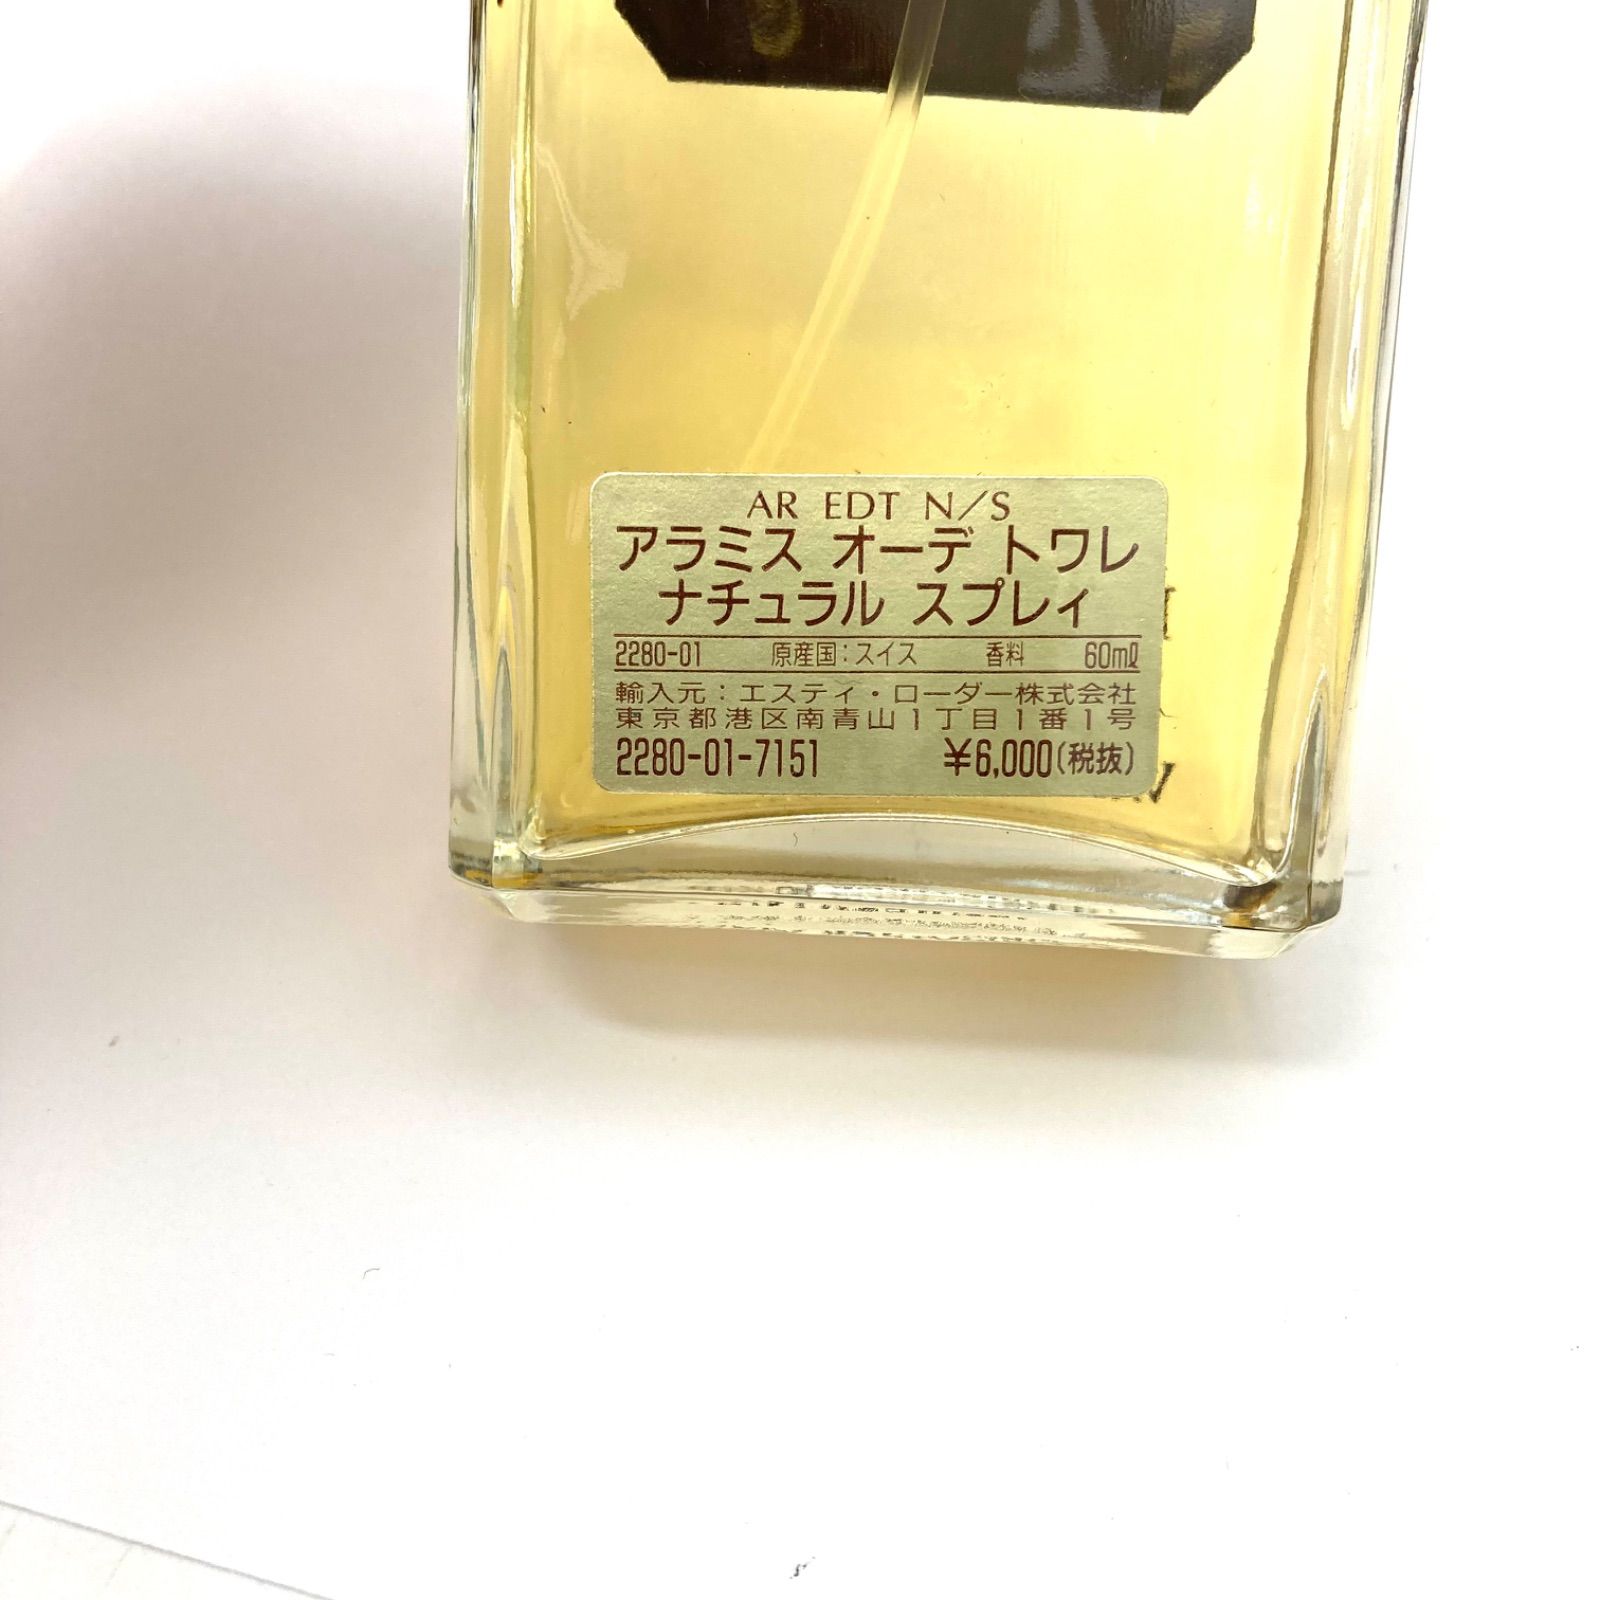 AR EDT N/S
アラミス オーデ トワレ
ナチュラル スプレィ
2280-01 原産国:スイス 香料 60mℓ
輸入元:エスティ・ローダー株式会社
東京都港区南青山1丁目1番1号
2280-01-7151 ¥6,000(税抜)